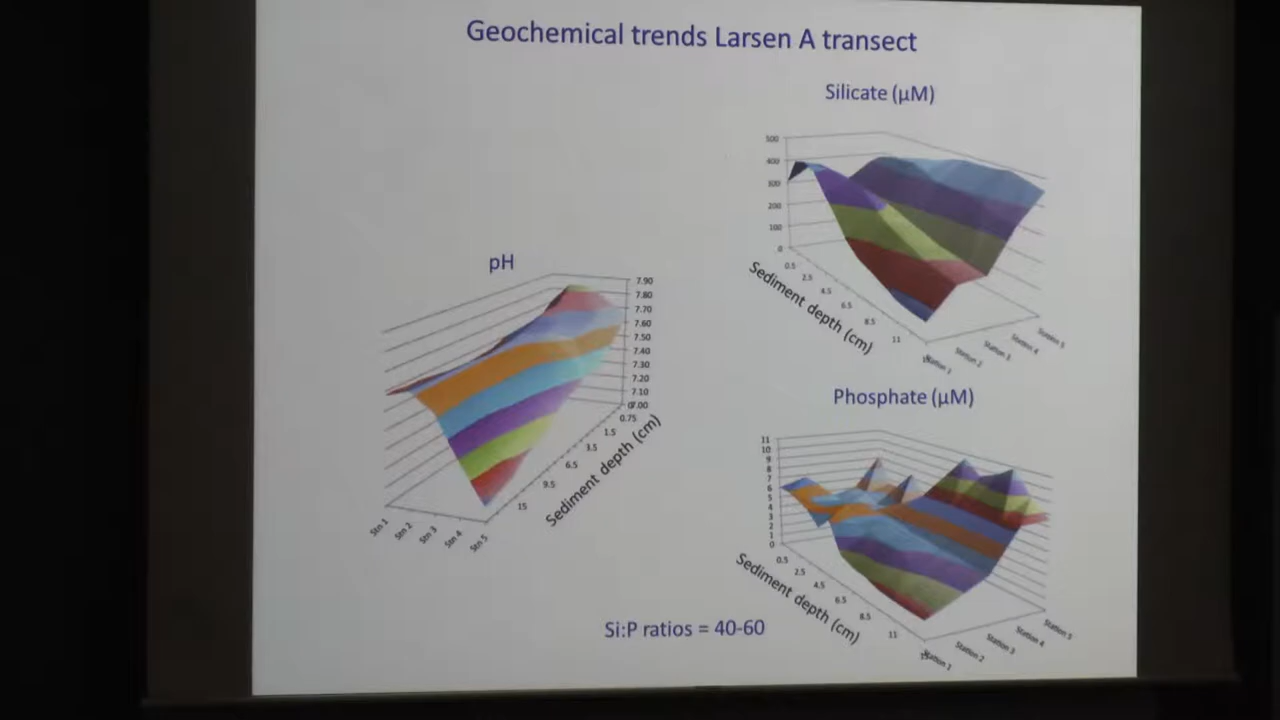 Geochemical trends Larsen A transect
Silicate (µM)
500
400
300
200
100
0
0.5
2.5
4.5
6.5
8.5
11
Sediment depth (cm)
Station 1
Station 2
Station 3
Station 4
Station 5
pH
7.90
7.80
7.70
7.60
7.50
7.40
7.30
7.20
7.10
7.00
0
0.75
1.5
3.5
6.5
9.5
15
Sediment depth (cm)
Stn 1
Stn 2
Stn 3
Stn 4
Stn 5
Phosphate (µM)
11
10
9
8
7
6
5
4
3
2
1
0
0.5
2.5
4.5
6.5
8.5
11
Sediment depth (cm)
Station 1
Station 2
Station 3
Station 4
Station 5
Si:P ratios = 40-60